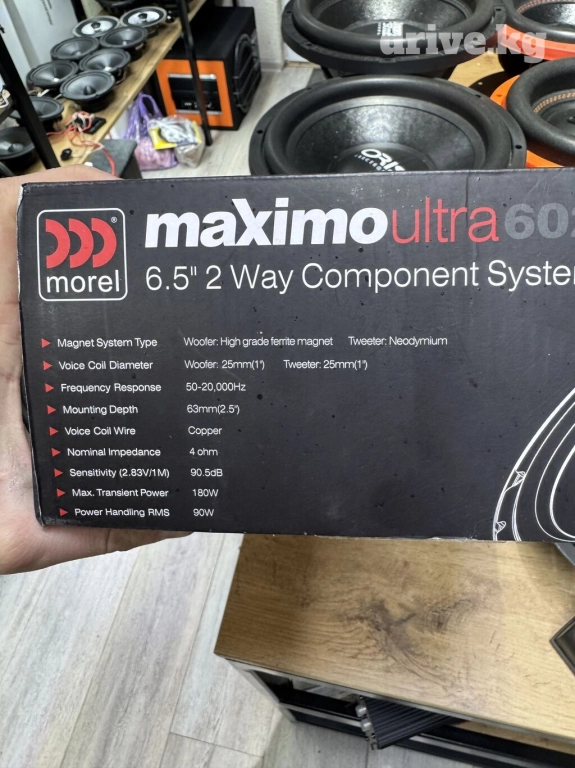 drive.kg
morel
®
maximoultra602
6.5" 2 Way Component System
Magnet System Type Woofer: High grade ferrite magnet Tweeter: Neodymium
Voice Coil Diameter Woofer: 25mm(1") Tweeter: 25mm(1")
Frequency Response 50-20,000Hz
Mounting Depth 63mm(2.5")
Voice Coil Wire Copper
Nominal Impedance 4 ohm
Sensitivity (2.83V/1M) 90.5dB
Max. Transient Power 180W
Power Handling RMS 90W